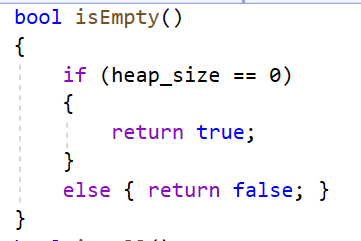 bool isEmpty()
{
    if (heap_size == 0)
    {
        return true;
    }
    else { return false; }
}